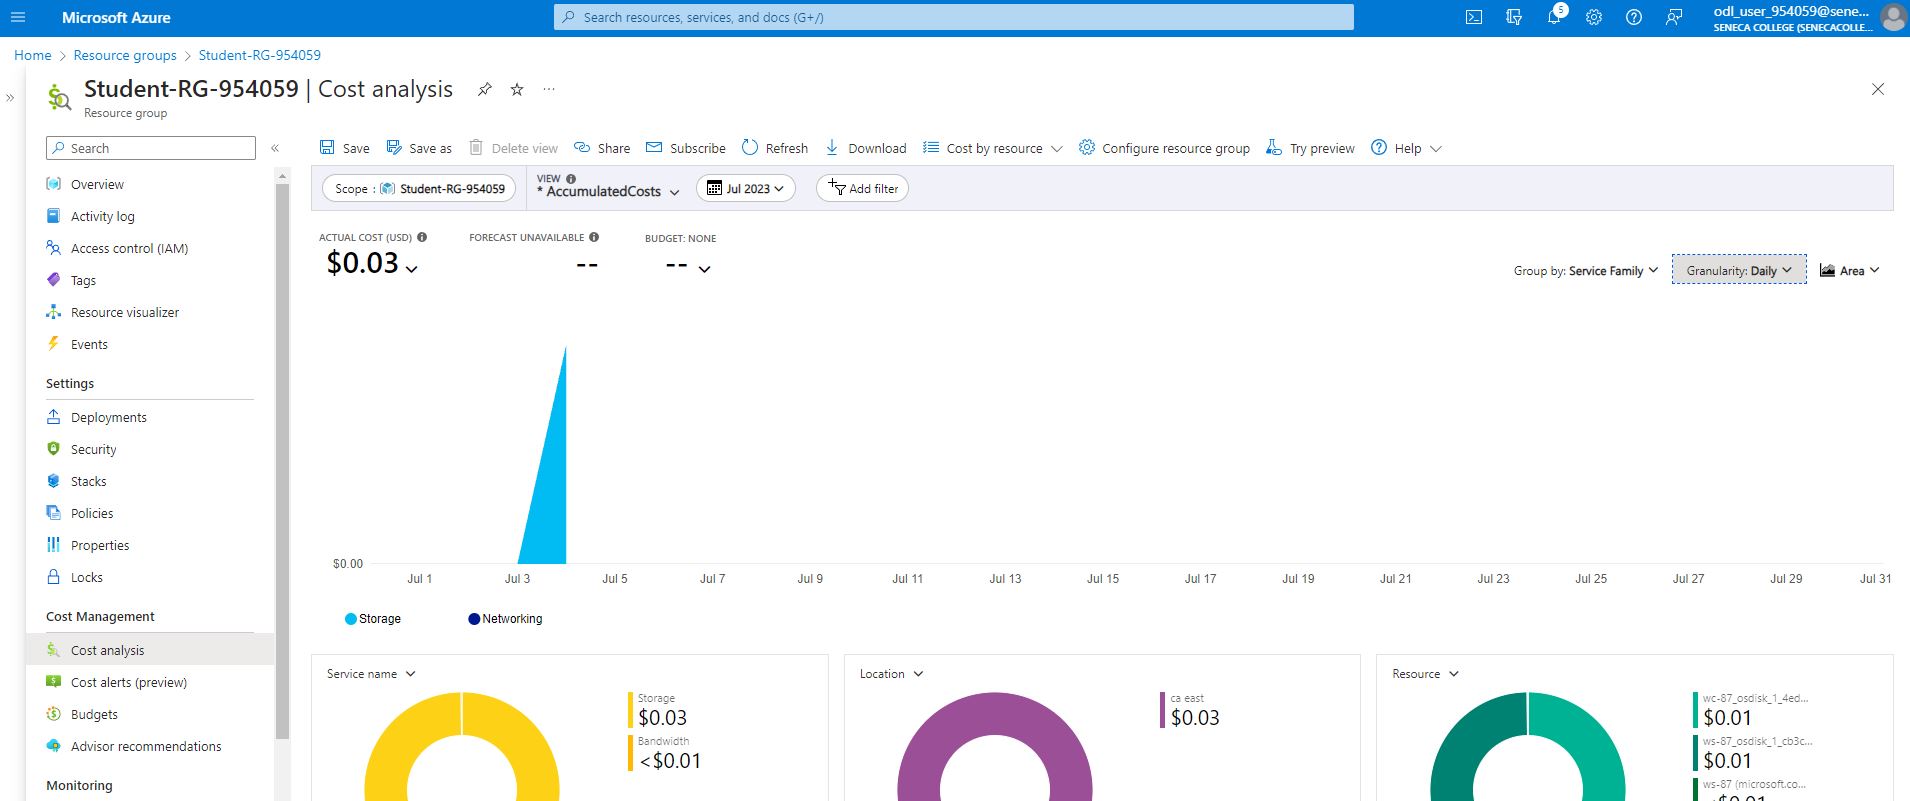 Microsoft Azure
Search resources, services, and docs (G+/)
5
odl_user_954059@sene...
SENECA COLLEGE (SENECACOLLE...
Home > Resource groups > Student-RG-954059
Student-RG-954059 | Cost analysis
Resource group
Search
Overview
Activity log
Access control (IAM)
Tags
Resource visualizer
Events
Settings
Deployments
Security
Stacks
Policies
Properties
Locks
Cost Management
Cost analysis
Cost alerts (preview)
Budgets
Advisor recommendations
Monitoring
Save Save as Delete view Share Subscribe Refresh Download Cost by resource Configure resource group Try preview Help
Scope : Student-RG-954059
VIEW
* AccumulatedCosts
Jul 2023
Add filter
ACTUAL COST (USD)
$0.03
FORECAST UNAVAILABLE
--
BUDGET: NONE
--
Group by: Service Family
Granularity: Daily
Area
$0.00
Jul 1 Jul 3 Jul 5 Jul 7 Jul 9 Jul 11 Jul 13 Jul 15 Jul 17 Jul 19 Jul 21 Jul 23 Jul 25 Jul 27 Jul 29 Jul 31
Storage Networking
Service name
Storage
$0.03
Bandwidth
<$0.01
Location
ca east
$0.03
Resource
wc-87_osdisk_1_4ed...
$0.01
ws-87_osdisk_1_cb3c...
$0.01
ws-87 (microsoft.co...